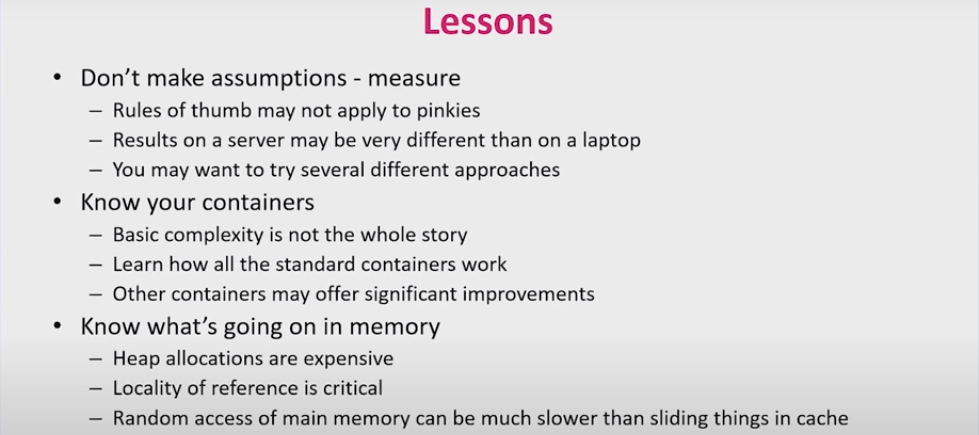 Lessons
• Don't make assumptions - measure
– Rules of thumb may not apply to pinkies
– Results on a server may be very different than on a laptop
– You may want to try several different approaches
• Know your containers
– Basic complexity is not the whole story
– Learn how all the standard containers work
– Other containers may offer significant improvements
• Know what's going on in memory
– Heap allocations are expensive
– Locality of reference is critical
– Random access of main memory can be much slower than sliding things in cache